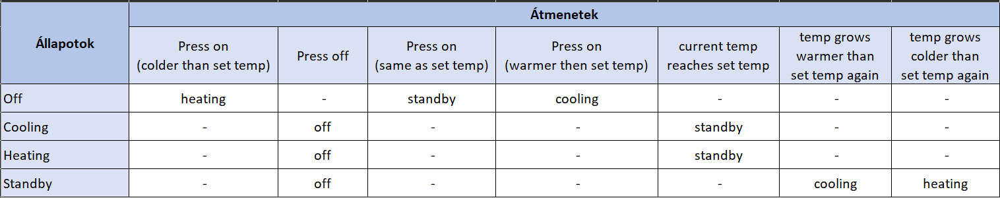 Állapotok
Átmenetek
Press on
(colder than set temp)
Press off
Press on
(same as set temp)
Press on
(warmer then set temp)
current temp
reaches set temp
temp grows
warmer than
set temp again
temp grows
colder than
set temp again
Off heating - standby cooling - - -
Cooling - off - - standby - -
Heating - off - - standby - -
Standby - off - - - cooling heating